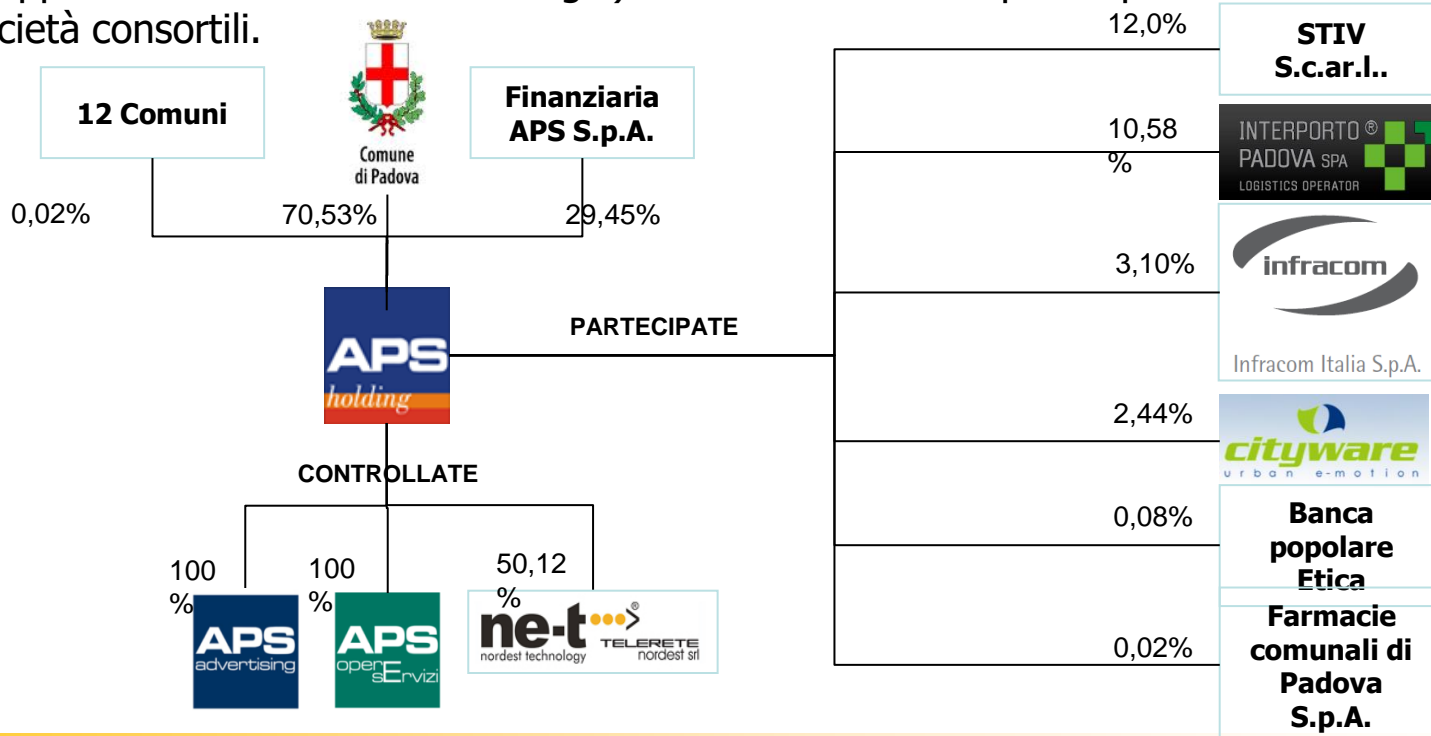 cietà consortili.
12 Comuni
Comune
di Padova
Finanziaria
APS S.p.A.
0,02%
70,53%
29,45%
APS
holding
PARTECIPATE
CONTROLLATE
100
%
APS
advertising
100
%
APS
opErE
sErvizi
50,12
%
ne-t
nordest technology
TELERETE
nordest srl
12,0%
STIV
S.c.ar.l..
10,58
%
INTERPORTO ®
PADOVA SPA
LOGISTICS OPERATOR
3,10%
infracom
Infracom Italia S.p.A.
2,44%
cityware
urban e-motion
0,08%
Banca
popolare
Etica
0,02%
Farmacie
comunali di
Padova
S.p.A.